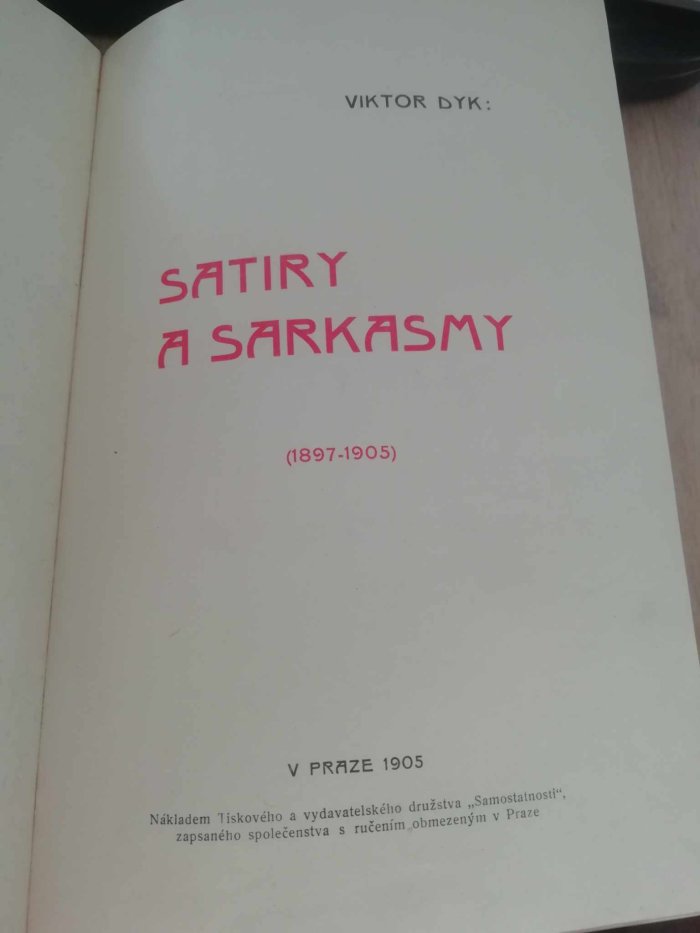 VIKTOR DYK:
SATIRY
A SARKASMY
(1897-1905)
V PRAZE 1905
Nákladem Tiskového a vydavatelského družstva „Samostatnosti“,
zapsaného společenstva s ručením obmezeným v Praze